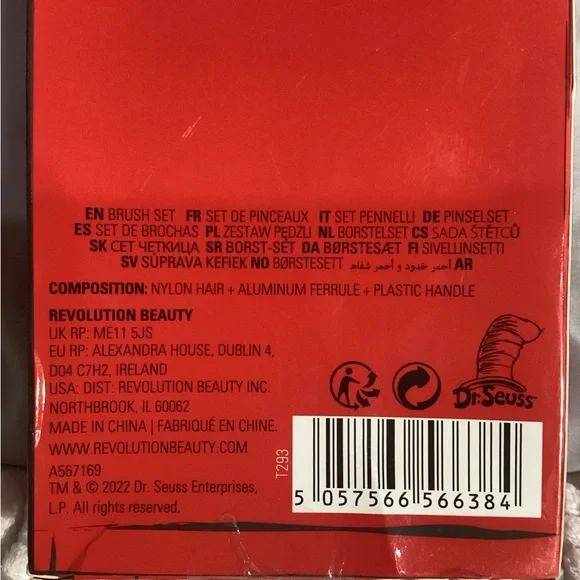 EN BRUSH SET FR SET DE PINCEAUX IT SET PENNELLI DE PINSELSET
ES SET DE BROCHAS PL ZESTAW PĘDZLI NL BORSTELSET CS SADA ŠTĚTCŮ
SK СЕТ ЧЕТКИЦА SR BORST-SET DA BØRSTESÆT FI SIVELLINSETTI
SV SÚPRAVA KEFIEK NO BØRSTESETT أحمر خدود و أحمر شفاه AR
COMPOSITION: NYLON HAIR + ALUMINUM FERRULE + PLASTIC HANDLE
REVOLUTION BEAUTY
UK RP: ME11 5JS
EU RP: ALEXANDRA HOUSE, DUBLIN 4,
D04 C7H2, IRELAND
USA: DIST: REVOLUTION BEAUTY INC.
NORTHBROOK, IL 60062
MADE IN CHINA | FABRIQUÉ EN CHINE.
WWW.REVOLUTIONBEAUTY.COM
A567169
TM & © 2022 Dr. Seuss Enterprises,
L.P. All rights reserved.
Dr. Seuss
T293
5 057566 566384